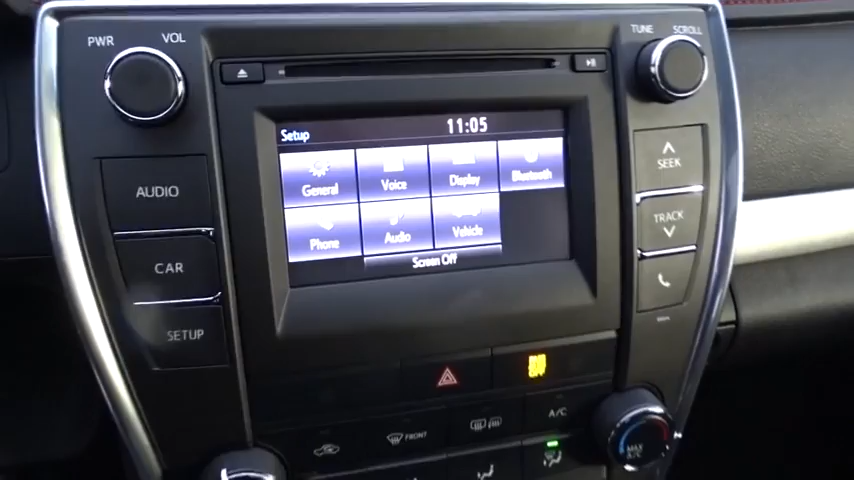 PWR VOL
TUNE SCROLL
Setup 11:05
General Voice Display Bluetooth
Phone Audio Vehicle
Screen Off
AUDIO
CAR
SETUP
SEEK
TRACK
FRONT
A/C
MAX A/C